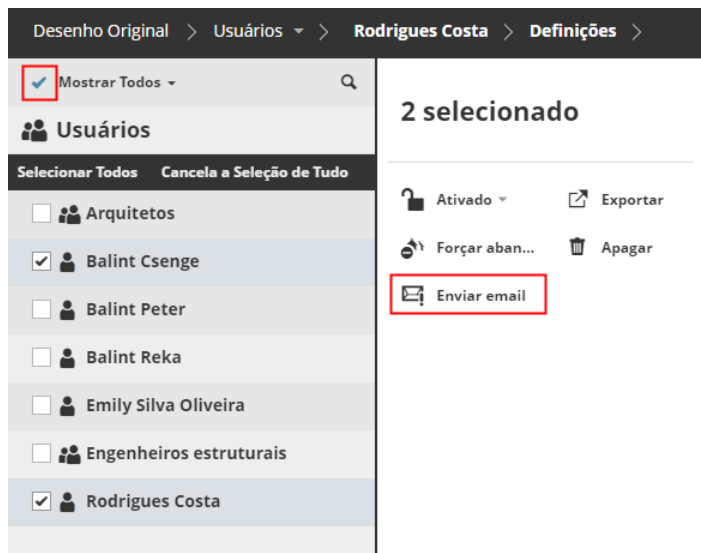 Desenho Original > Usuários > Rodrigues Costa > Definições >
Mostrar Todos
Usuários
Selecionar Todos Cancela a Seleção de Tudo
Arquitetos
Balint Csenge
Balint Peter
Balint Reka
Emily Silva Oliveira
Engenheiros estruturais
Rodrigues Costa
2 selecionado
Ativado Exportar
Forçar aban... Apagar
Enviar email